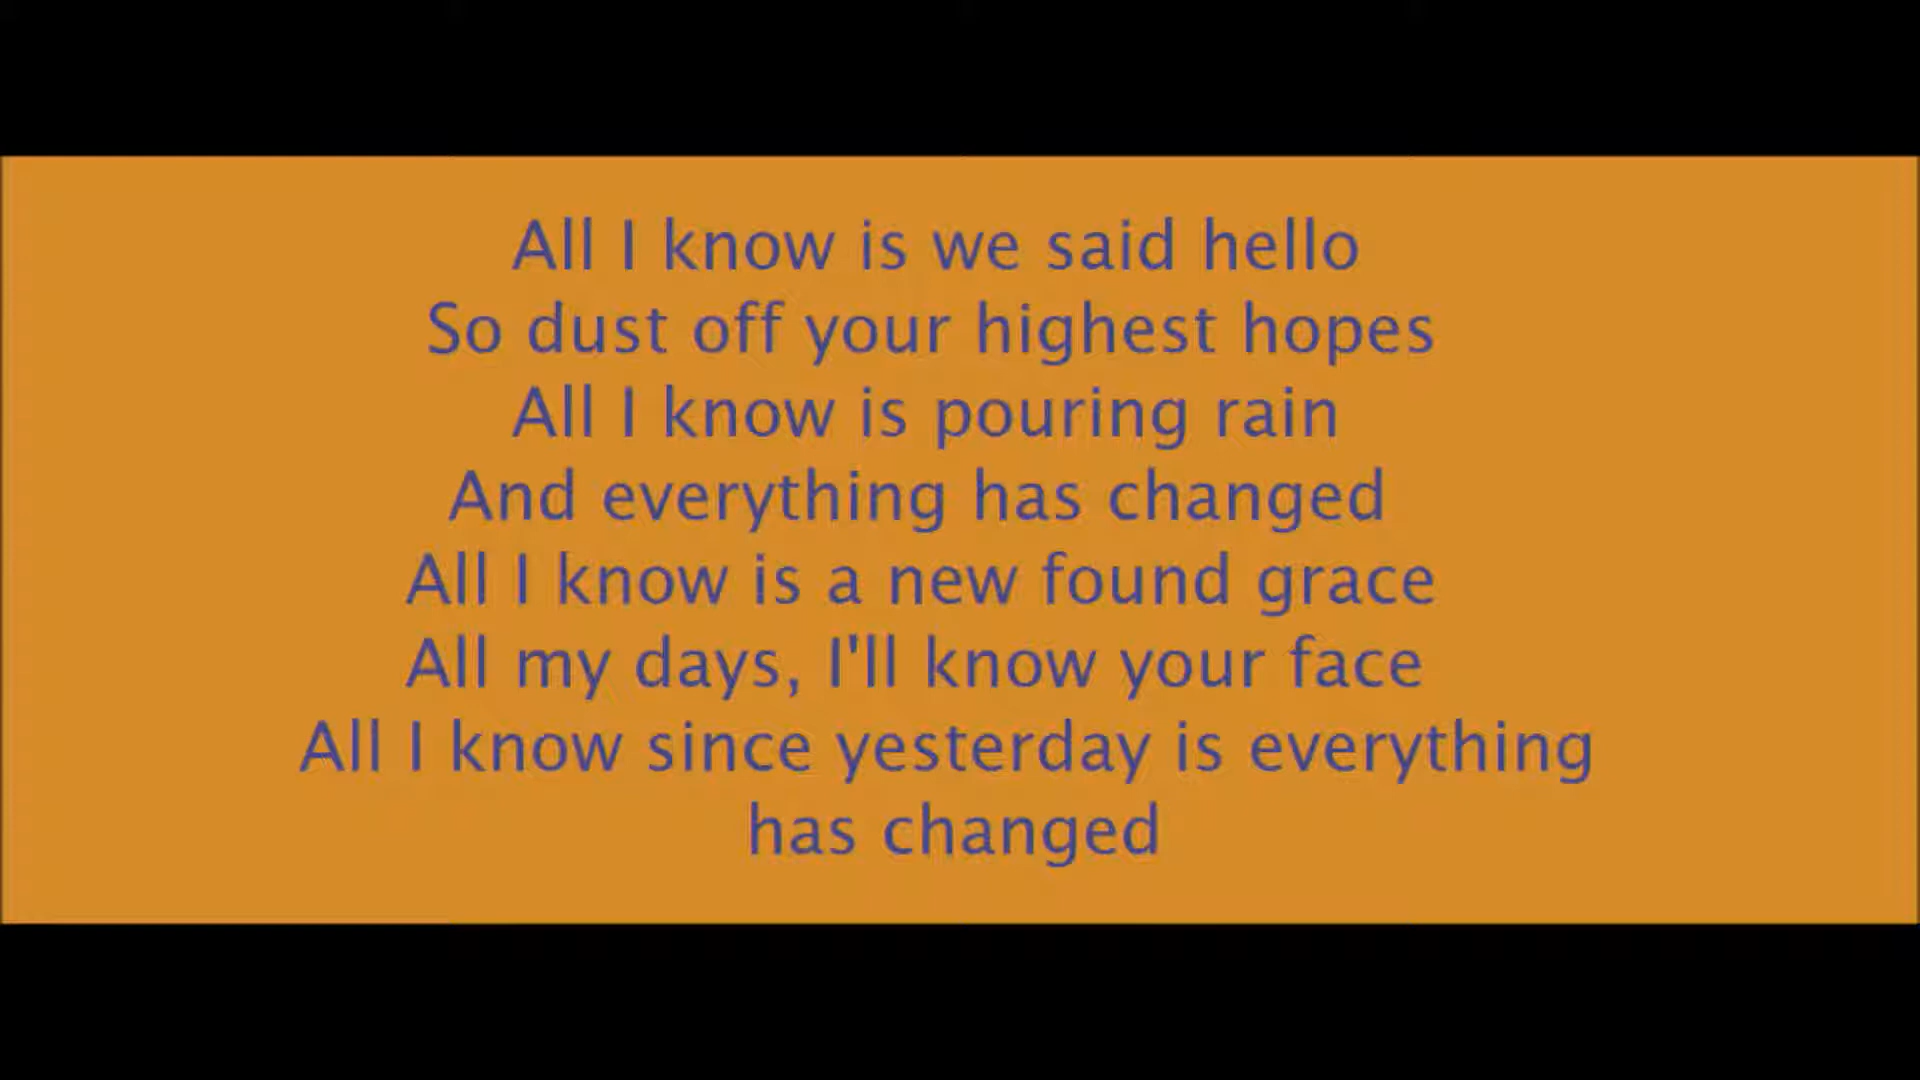 All I know is we said hello
So dust off your highest hopes
All I know is pouring rain
And everything has changed
All I know is a new found grace
All my days, I'll know your face
All I know since yesterday is everything
has changed